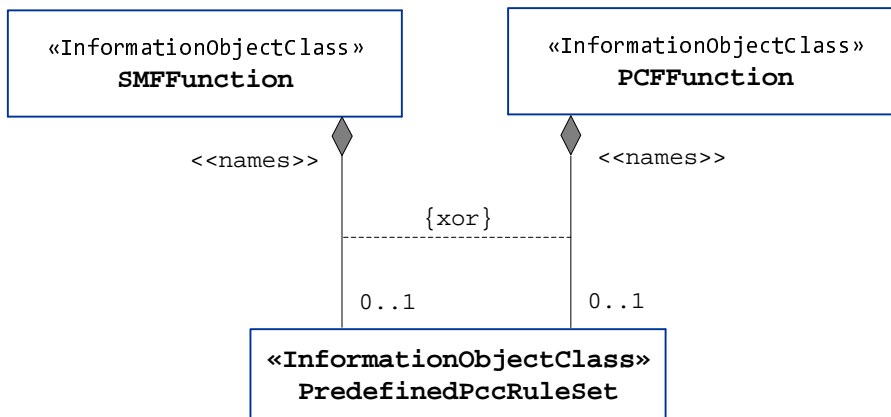 «InformationObjectClass»
SMFFunction
«InformationObjectClass»
PCFFunction
<<names>>
<<names>>
{xor}
0..1
0..1
«InformationObjectClass»
PredefinedPccRuleSet